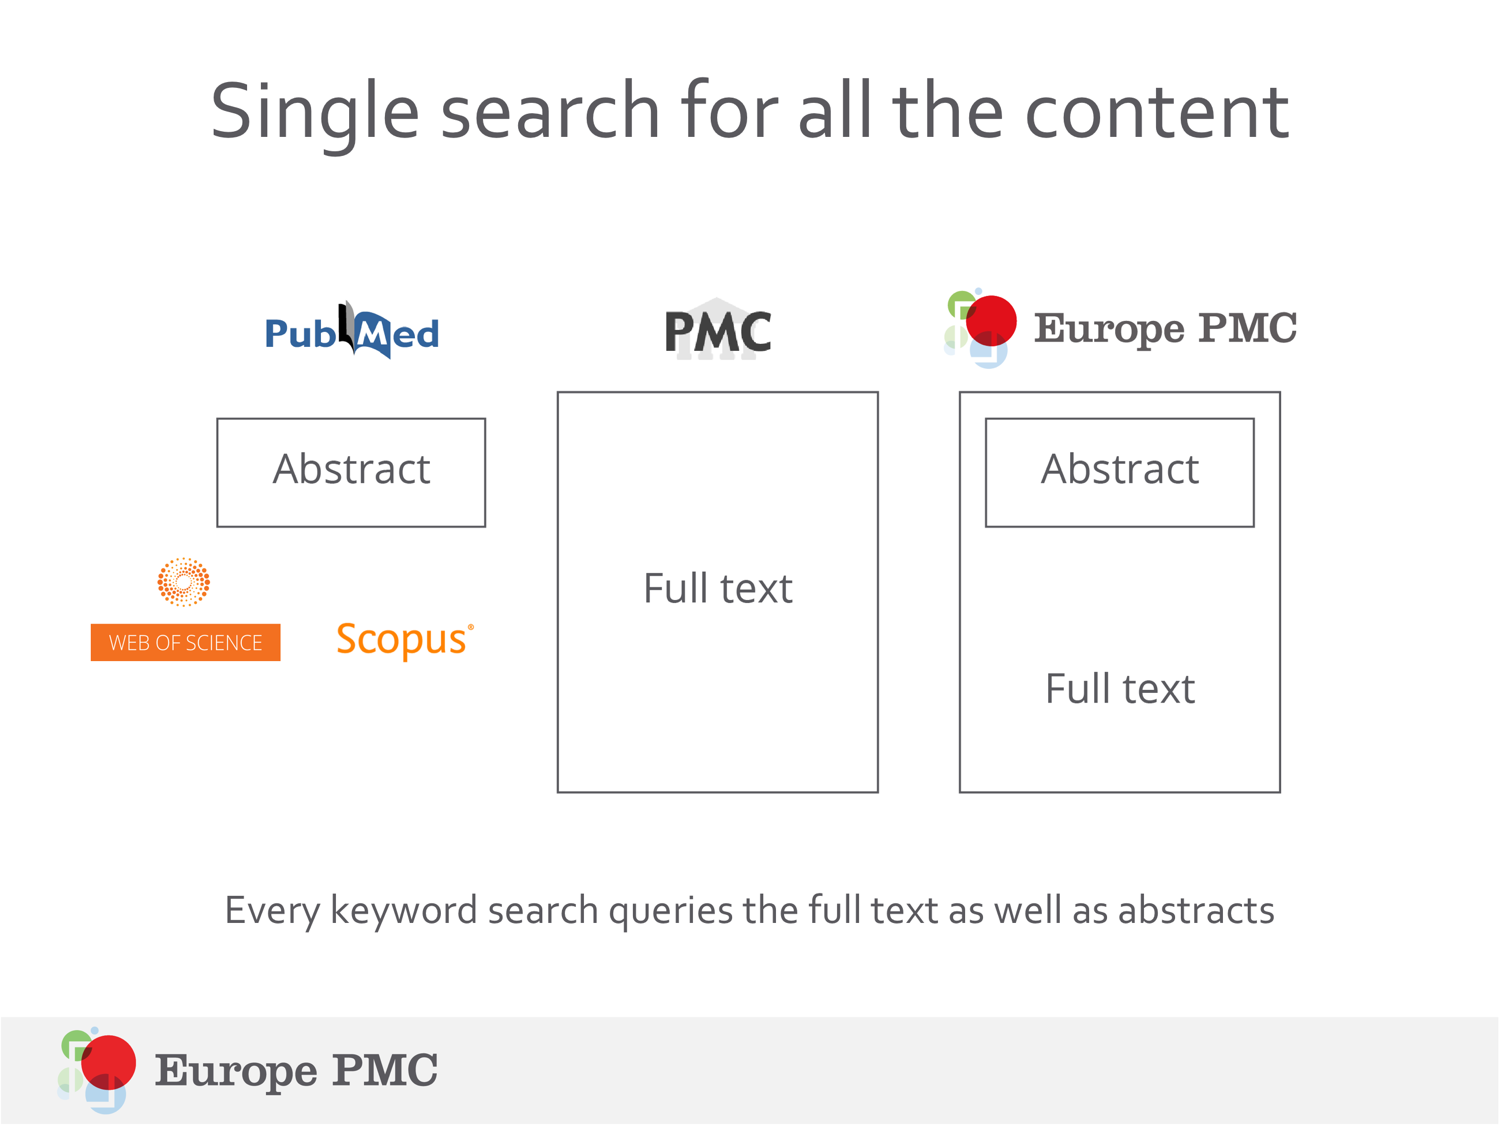 Single search for all the content
PubMed
PMC
Europe PMC
Abstract
Full text
Abstract
Full text
WEB OF SCIENCE
Scopus®
Every keyword search queries the full text as well as abstracts
Europe PMC